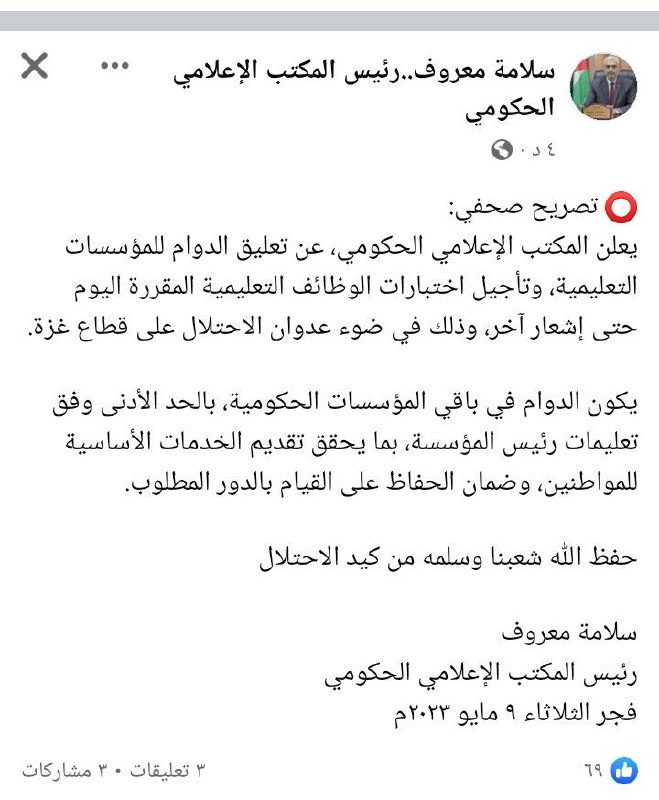 سلامة معروف..رئيس المكتب الإعلامي
الحكومي
٤ د ·
تصريح صحفي:
يعلن المكتب الإعلامي الحكومي، عن تعليق الدوام للمؤسسات
التعليمية، وتأجيل اختبارات الوظائف التعليمية المقررة اليوم
حتى إشعار آخر، وذلك في ضوء عدوان الاحتلال على قطاع غزة.
يكون الدوام في باقي المؤسسات الحكومية، بالحد الأدنى وفق
تعليمات رئيس المؤسسة، بما يحقق تقديم الخدمات الأساسية
للمواطنين، وضمان الحفاظ على القيام بالدور المطلوب.
حفظ الله شعبنا وسلمه من كيد الاحتلال
سلامة معروف
رئيس المكتب الإعلامي الحكومي
فجر الثلاثاء ٩ مايو ٢٠٢٣م
٦٩
٣ تعليقات • ٣ مشاركات